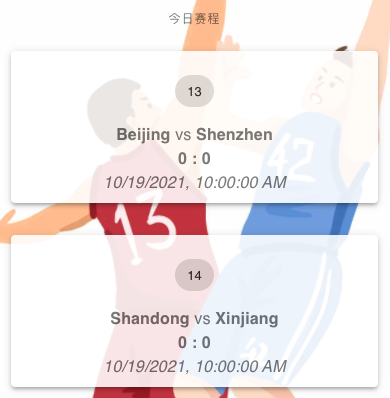 今日赛程
13
Beijing vs Shenzhen
0 : 0
10/19/2021, 10:00:00 AM
42
13
14
Shandong vs Xinjiang
0 : 0
10/19/2021, 10:00:00 AM